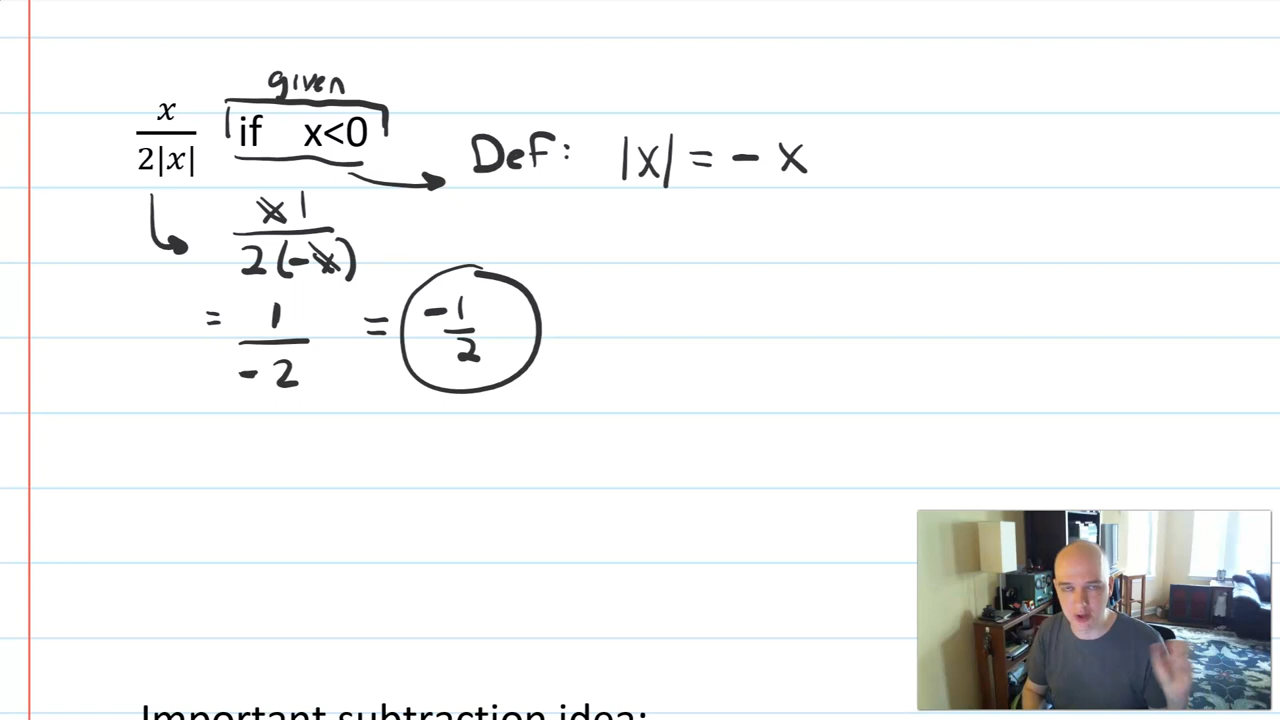 given
x/2|x| if x<0
Def: |x| = - x
x 1/2(-x)
= 1/-2 = -1/2
Important subtraction idea: